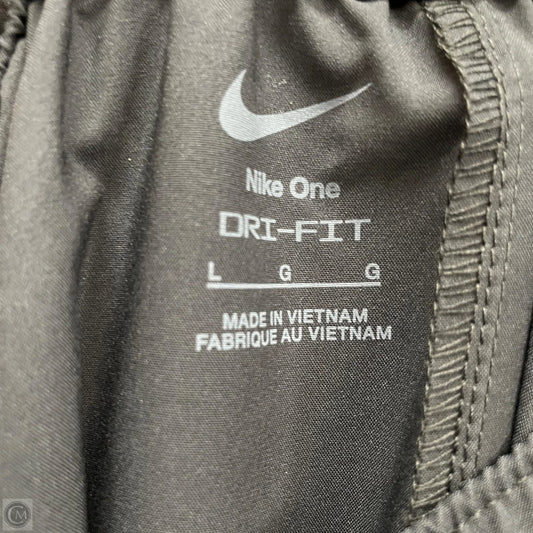 Nike One
DRI-FIT
L G G
MADE IN VIETNAM
FABRIQUE AU VIETNAM
M